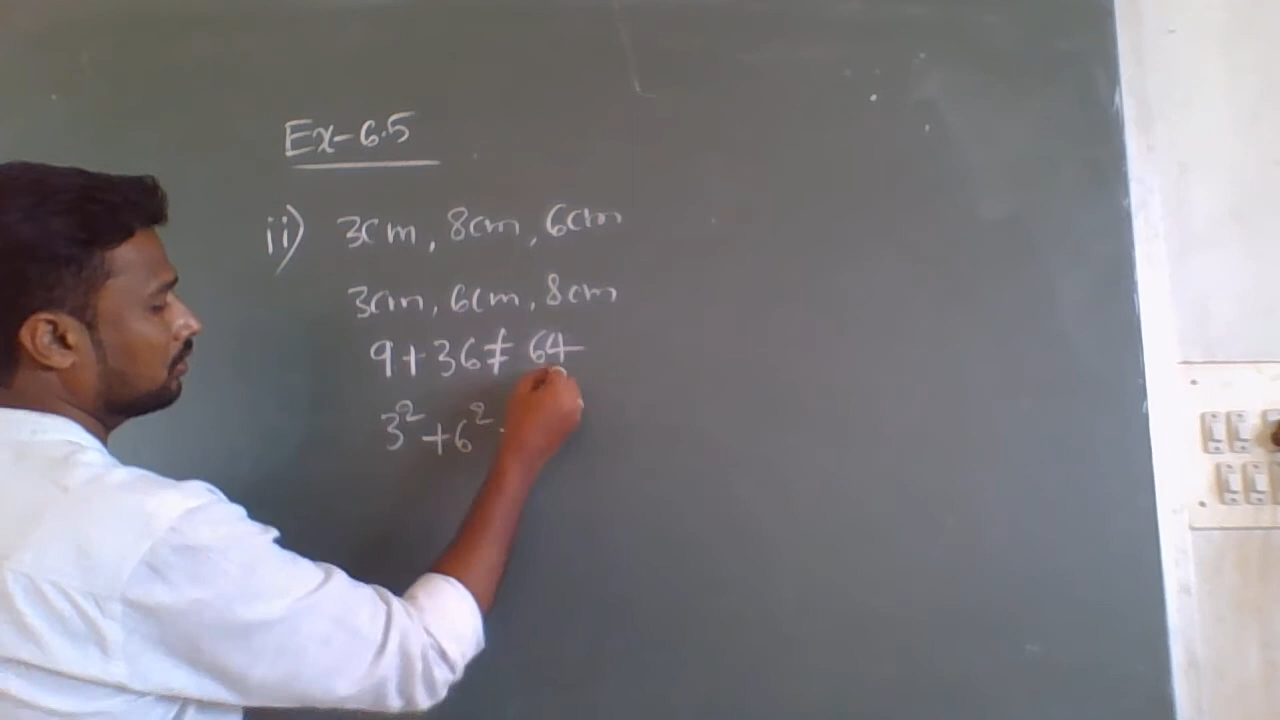 Ex-6.5
ii) 3cm, 8cm, 6cm
3cm, 6cm, 8cm
9+36≠64
3²+6²